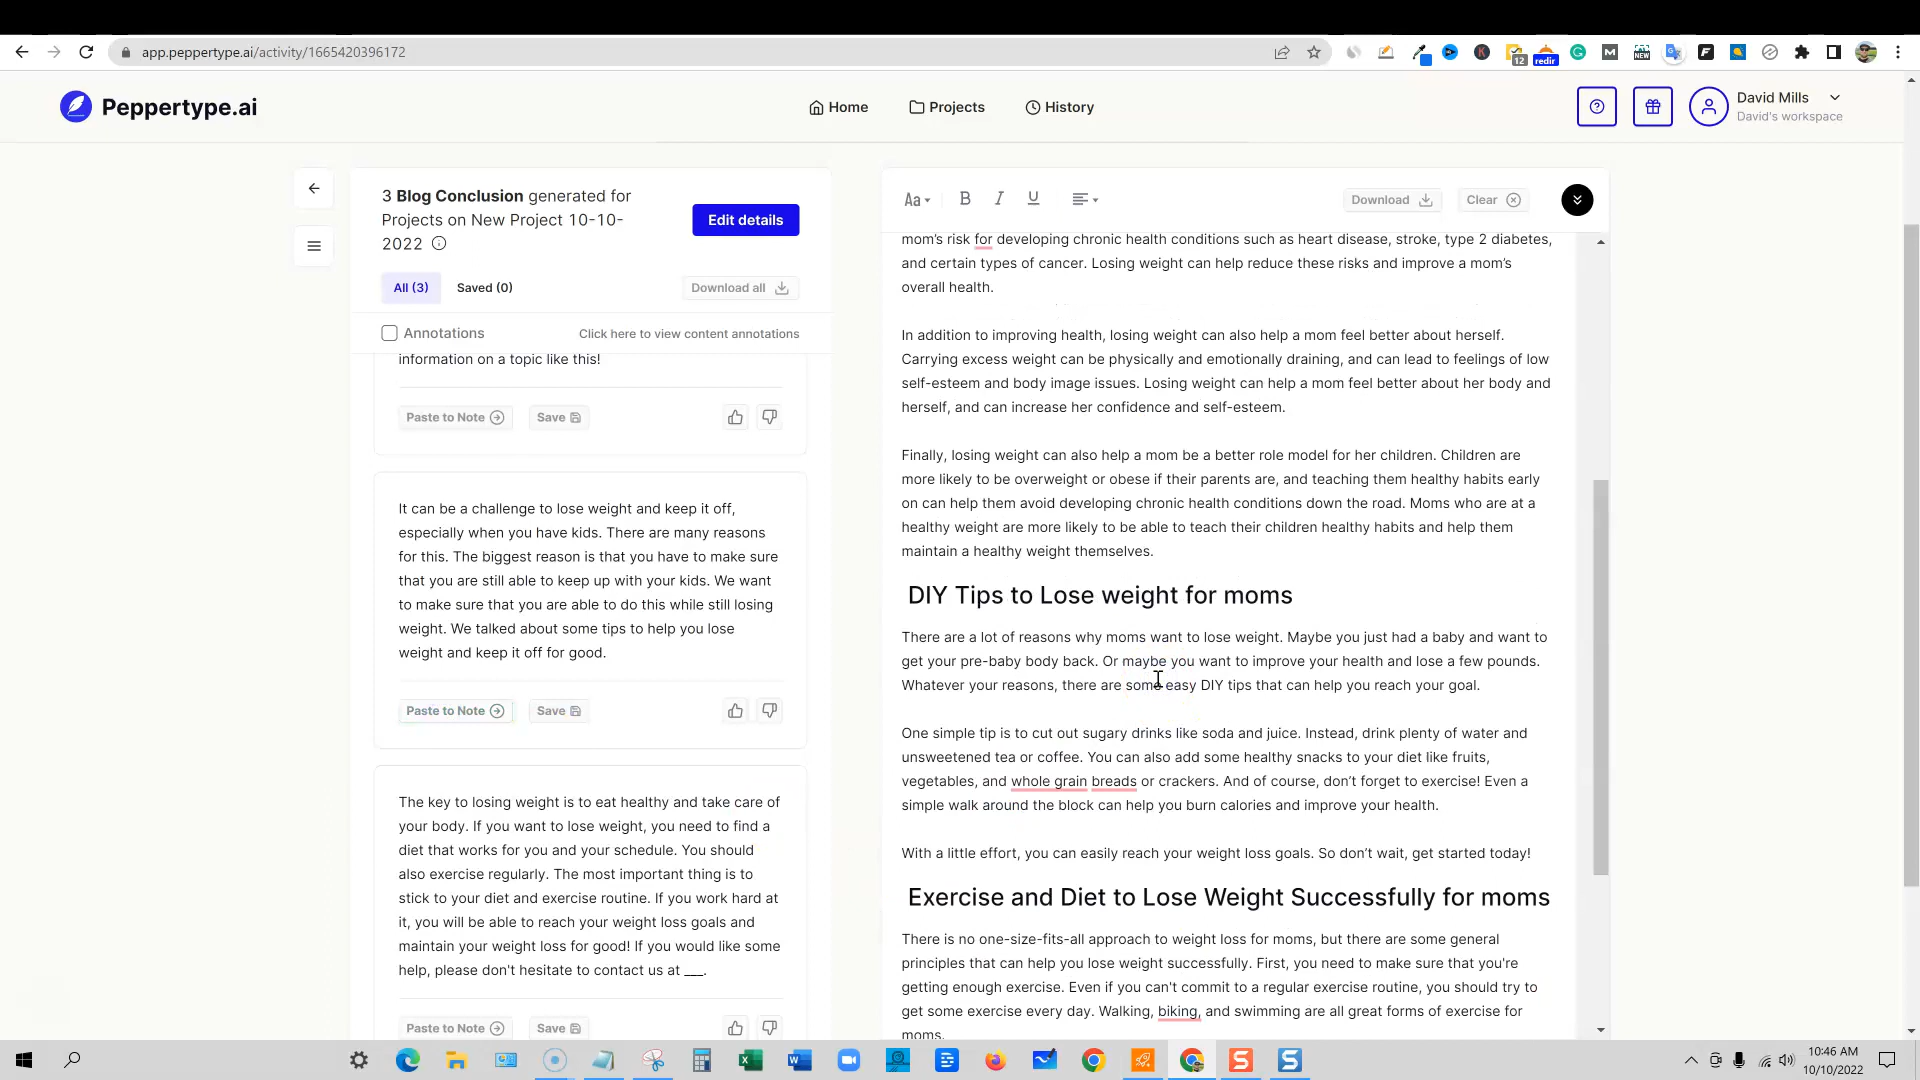 app.peppertype.ai/activity/1665420396172
12
redir
NEW
Peppertype.ai
Home
Projects
History
David Mills
David's workspace
3 Blog Conclusion generated for
Projects on New Project 10-10-
2022
Edit details
All (3)
Saved (0)
Download all
Annotations
Click here to view content annotations
information on a topic like this!
Paste to Note
Save
It can be a challenge to lose weight and keep it off,
especially when you have kids. There are many reasons
for this. The biggest reason is that you have to make sure
that you are still able to keep up with your kids. We want
to make sure that you are able to do this while still losing
weight. We talked about some tips to help you lose
weight and keep it off for good.
Paste to Note
Save
The key to losing weight is to eat healthy and take care of
your body. If you want to lose weight, you need to find a
diet that works for you and your schedule. You should
also exercise regularly. The most important thing is to
stick to your diet and exercise routine. If you work hard at
it, you will be able to reach your weight loss goals and
maintain your weight loss for good! If you would like some
help, please don't hesitate to contact us at ___.
Paste to Note
Save
Aa
B
I
U
Download
Clear
mom's risk for developing chronic health conditions such as heart disease, stroke, type 2 diabetes,
and certain types of cancer. Losing weight can help reduce these risks and improve a mom's
overall health.
In addition to improving health, losing weight can also help a mom feel better about herself.
Carrying excess weight can be physically and emotionally draining, and can lead to feelings of low
self-esteem and body image issues. Losing weight can help a mom feel better about her body and
herself, and can increase her confidence and self-esteem.
Finally, losing weight can also help a mom be a better role model for her children. Children are
more likely to be overweight or obese if their parents are, and teaching them healthy habits early
on can help them avoid developing chronic health conditions down the road. Moms who are at a
healthy weight are more likely to be able to teach their children healthy habits and help them
maintain a healthy weight themselves.
DIY Tips to Lose weight for moms
There are a lot of reasons why moms want to lose weight. Maybe you just had a baby and want to
get your pre-baby body back. Or maybe you want to improve your health and lose a few pounds.
Whatever your reasons, there are some easy DIY tips that can help you reach your goal.
One simple tip is to cut out sugary drinks like soda and juice. Instead, drink plenty of water and
unsweetened tea or coffee. You can also add some healthy snacks to your diet like fruits,
vegetables, and whole grain breads or crackers. And of course, don't forget to exercise! Even a
simple walk around the block can help you burn calories and improve your health.
With a little effort, you can easily reach your weight loss goals. So don't wait, get started today!
Exercise and Diet to Lose Weight Successfully for moms
There is no one-size-fits-all approach to weight loss for moms, but there are some general
principles that can help you lose weight successfully. First, you need to make sure that you're
getting enough exercise. Even if you can't commit to a regular exercise routine, you should try to
get some exercise every day. Walking, biking, and swimming are all great forms of exercise for
moms.
10:46 AM
10/10/2022